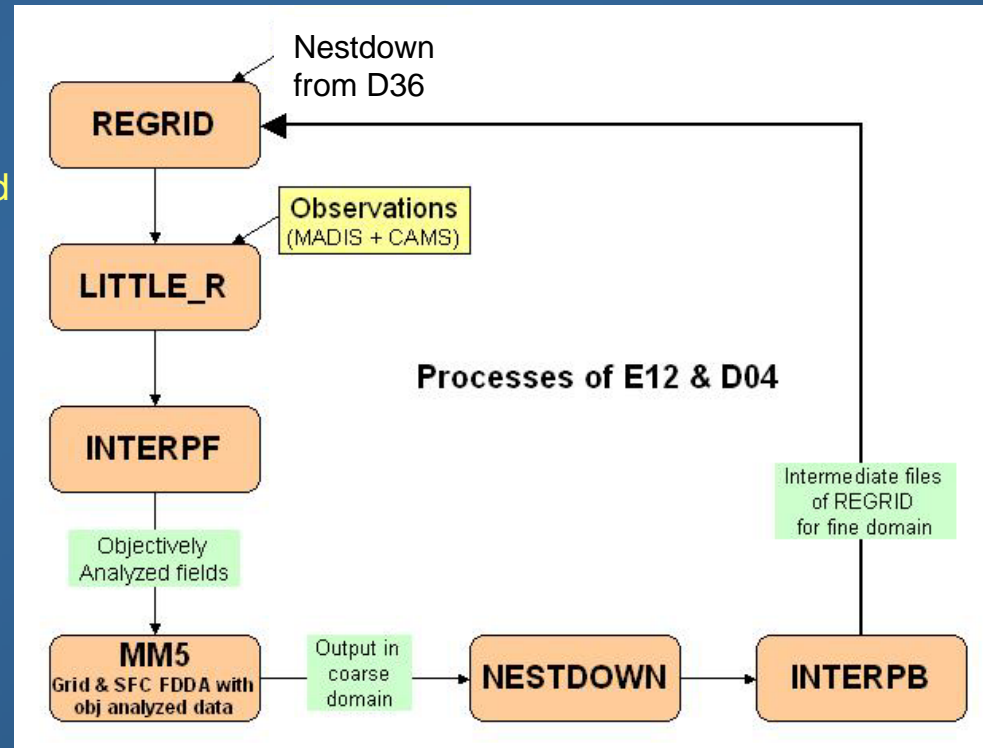 Nestdown
from D36
REGRID
d
Observations
(MADIS + CAMS)
LITTLE_R
Processes of E12 & D04
INTERPF
Intermediate files
of REGRID
for fine domain
Objectively
Analyzed fields
MM5
Grid & SFC FDDA with
obj analyzed data
Output in
coarse
domain
NESTDOWN
INTERPB